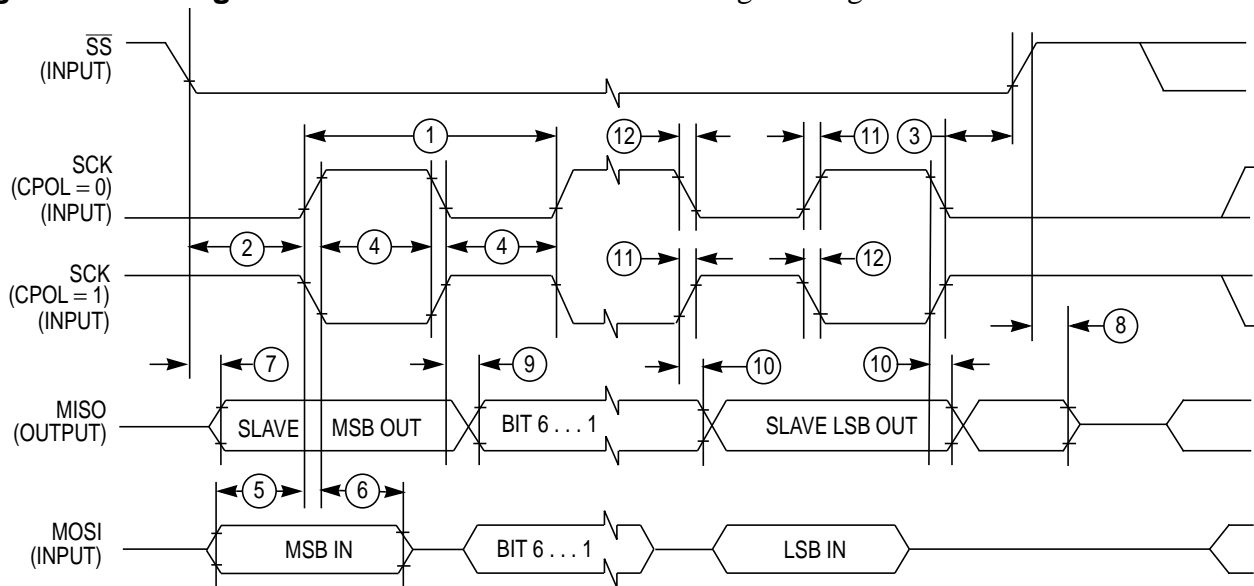 SS
(INPUT)
1
12
11
3
SCK
(CPOL = 0)
(INPUT)
2
4
4
SCK
(CPOL = 1)
(INPUT)
11
12
7
9
10
10
8
MISO
(OUTPUT)
SLAVE MSB OUT
BIT 6 . . . 1
SLAVE LSB OUT
5
6
MOSI
(INPUT)
MSB IN
BIT 6 . . . 1
LSB IN